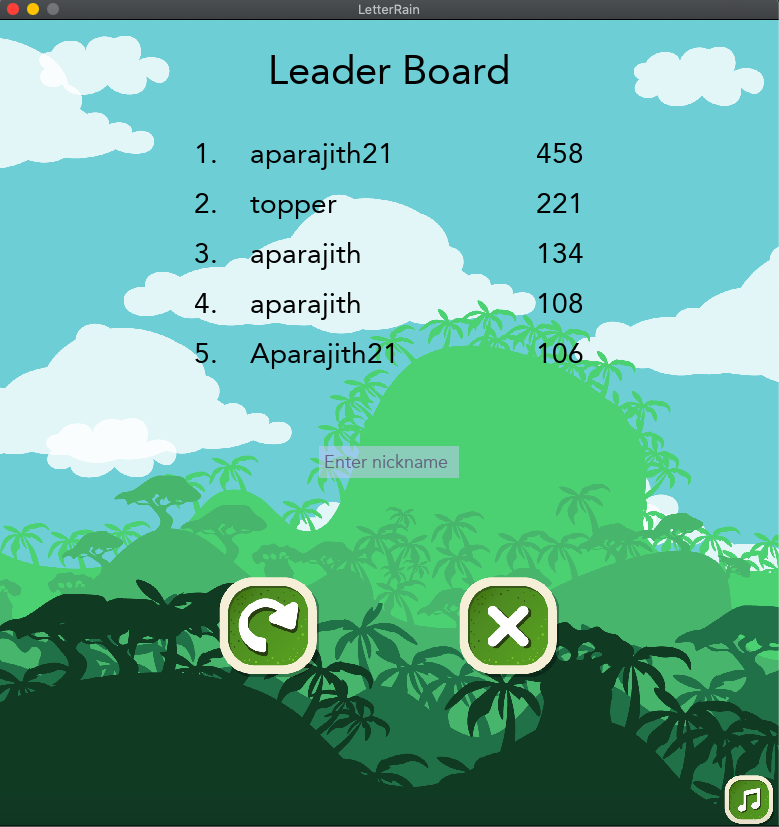 LetterRain
Leader Board
1. aparajith21 458
2. topper 221
3. aparajith 134
4. aparajith 108
5. Aparajith21 106
Enter nickname